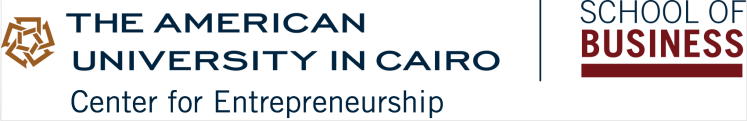 THE AMERICAN
UNIVERSITY IN CAIRO
Center for Entrepreneurship
SCHOOL OF
BUSINESS